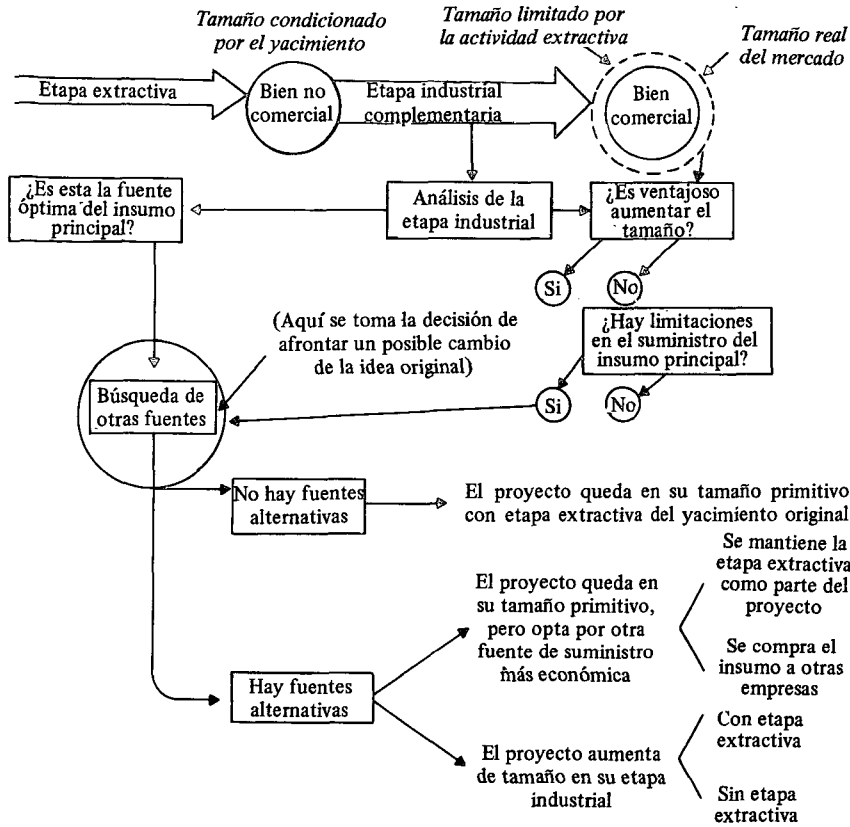 Tamaño condicionado
por el yacimiento
Tamaño limitado por
la actividad extractiva
Tamaño real
del mercado
Etapa extractiva
Bien no
comercial
Etapa industrial
complementaria
Bien
comercial
¿Es esta la fuente
óptima del insumo
principal?
Análisis de la
etapa industrial
¿Es ventajoso
aumentar el
tamaño?
Si
No
(Aquí se toma la decisión de
afrontar un posible cambio
de la idea original)
¿Hay limitaciones
en el suministro del
insumo principal?
Si
No
Búsqueda de
otras fuentes
No hay fuentes
alternativas
El proyecto queda en su tamaño primitivo
con etapa extractiva del yacimiento original
Hay fuentes
alternativas
El proyecto queda en
su tamaño primitivo,
pero opta por otra
fuente de suministro
más económica
Se mantiene la
etapa extractiva
como parte del
proyecto
Se compra el
insumo a otras
empresas
El proyecto aumenta
de tamaño en su etapa
industrial
Con etapa
extractiva
Sin etapa
extractiva